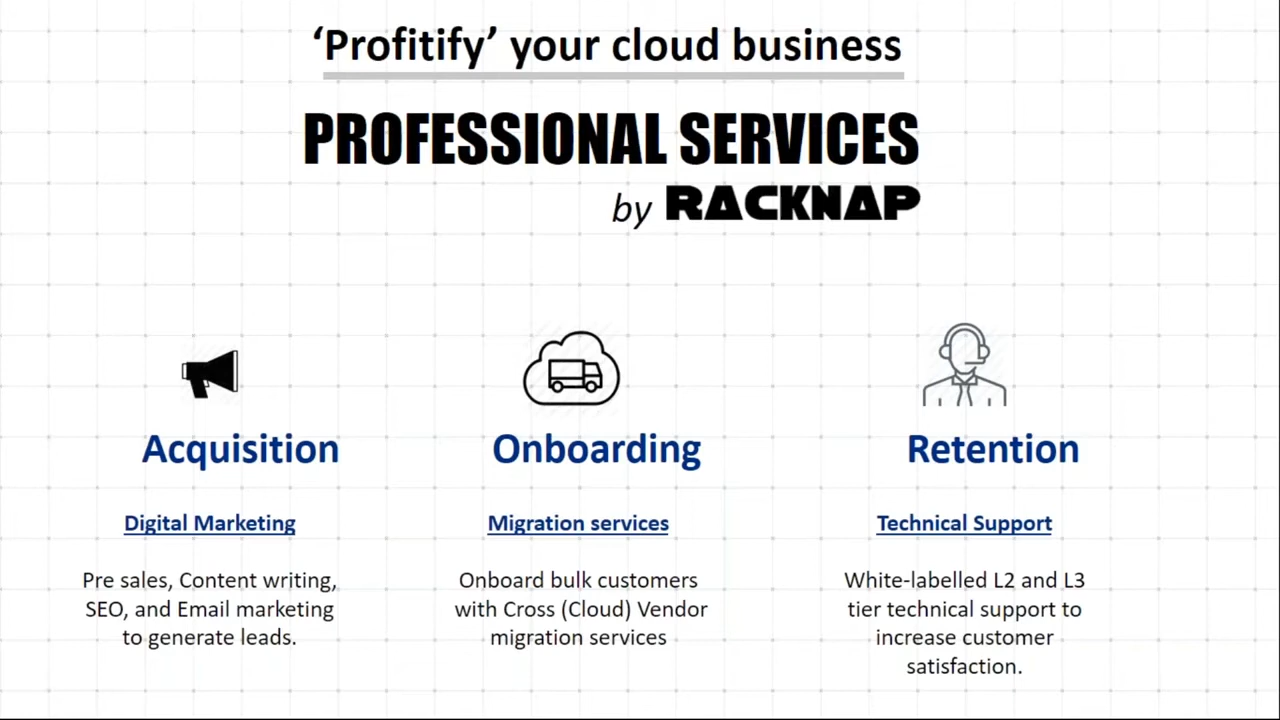 ‘Profitify’ your cloud business
PROFESSIONAL SERVICES
by RACKNAP
Acquisition
Digital Marketing
Pre sales, Content writing,
SEO, and Email marketing
to generate leads.
Onboarding
Migration services
Onboard bulk customers
with Cross (Cloud) Vendor
migration services
Retention
Technical Support
White-labelled L2 and L3
tier technical support to
increase customer
satisfaction.